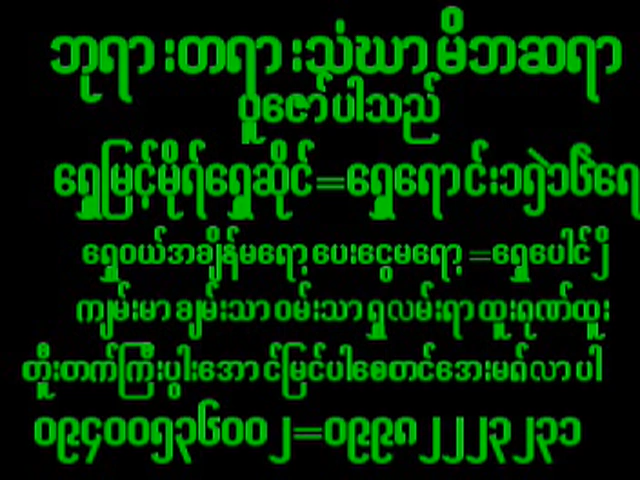 ဘုရား တရား သံဃာ မိဘ ဆရာ
ပူဇော်ပါသည်
ရွှေမြင့်မိုရ်ရွှေဆိုင်=ရွှေရောင်း၁၅ဲ၁၆ရေ
ရွှေဝယ်အချိန်မရော့ပေးငွေမရော့ =ရွှေပေါင်ဒို
ကျမ်းမာ ချမ်းသာ ဝမ်းသာ ရွှလမ်းရာ ထူးဂုဏ်ထူး
တိူးတက်ကြီးပွါးအောင်မြင်ပါစေတင်အေးမဂ်လာ ပါ
၀၉၄၀၀၅၃၆၀၀၂=၀၉၉၈၂၂၂၃၂၃၁